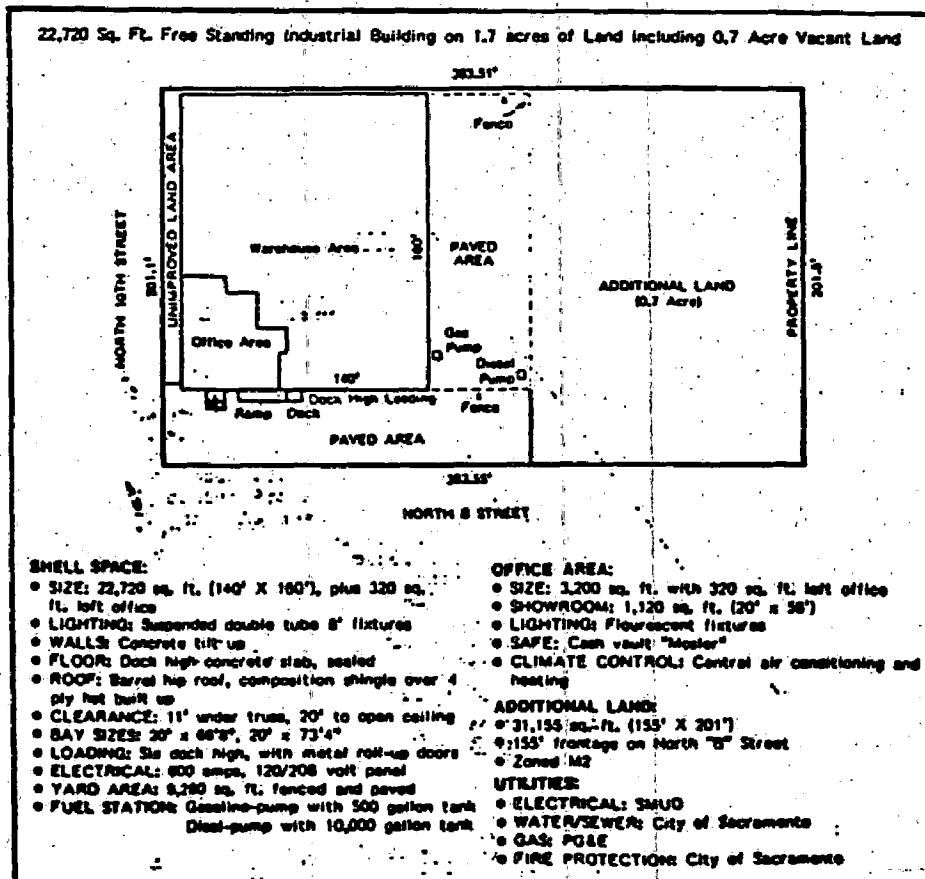 22,720 Sq. Ft. Free Standing Industrial Building on 1.7 acres of Land Including 0.7 Acre Vacant Land
383.51'
Fence
NORTH 10TH STREET
201.1'
UNIMPROVED LAND AREA
Warehouse Area
160'
PAVED
AREA
ADDITIONAL LAND
(0.7 Acre)
PROPERTY LINE
201.5'
Office Area
Gas
Pump
Diesel
Pump
140'
Dock High Loading
Ramp Dock
Fence
PAVED AREA
383.55'
NORTH B STREET
SHELL SPACE:
• SIZE: 22,720 sq. ft. (140' X 160'), plus 320 sq.
ft. loft office
• LIGHTING: Suspended double tube 8' fixtures
• WALLS: Concrete tilt up
• FLOOR: Dock high concrete slab, sealed
• ROOF: Barrel hip roof, composition shingle over 4
ply hot built up
• CLEARANCE: 11' under truss, 20' to open ceiling
• BAY SIZES: 20' x 66'8", 20' x 73'4"
• LOADING: Six dock high, with metal roll-up doors
• ELECTRICAL: 600 amps, 120/208 volt panel
• YARD AREA: 9,280 sq. ft. fenced and paved
• FUEL STATION: Gasoline-pump with 500 gallon tank
Disel-pump with 10,000 gallon tank
OFFICE AREA:
• SIZE: 3,200 sq. ft. with 320 sq. ft. loft office
• SHOWROOM: 1,120 sq. ft. (20' x 56')
• LIGHTING: Flourescent fixtures
• SAFE: Cash vault "Mosler"
• CLIMATE CONTROL: Central air conditioning and
heating
ADDITIONAL LAND:
• 31,155 sq. ft. (155' X 201')
• 155' frontage on North "B" Street
• Zoned M2
UTILITIES:
• ELECTRICAL: SMUD
• WATER/SEWER: City of Sacramento
• GAS: PG&E
• FIRE PROTECTION: City of Sacramento